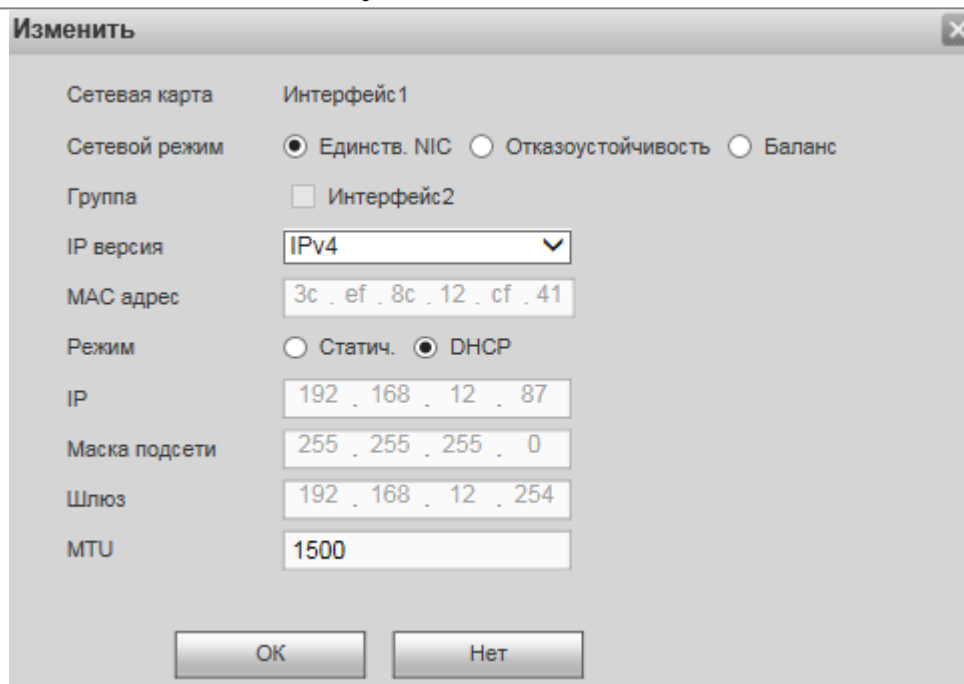 Изменить
Сетевая карта Интерфейс1
Сетевой режим Единств. NIC Отказоустойчивость Баланс
Группа Интерфейс2
IP версия IPv4
MAC адрес 3c . ef . 8c . 12 . cf . 41
Режим Статич. DHCP
IP 192 . 168 . 12 . 87
Маска подсети 255 . 255 . 255 . 0
Шлюз 192 . 168 . 12 . 254
MTU 1500
ОК Нет